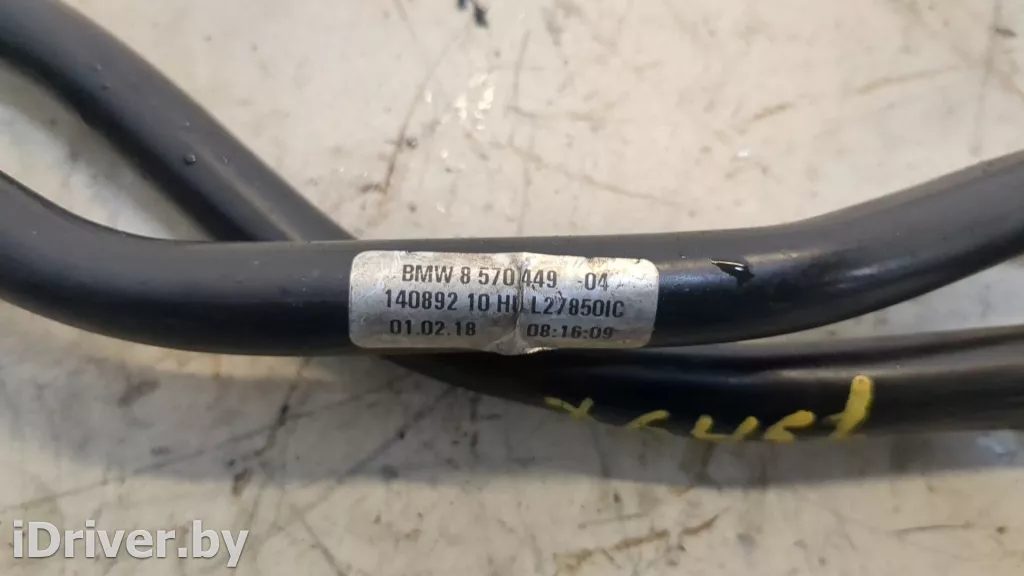 BMW 8 570 449 -04
140892 10 HU L27850IC
01.02.18 08:16:09
iDriver.by